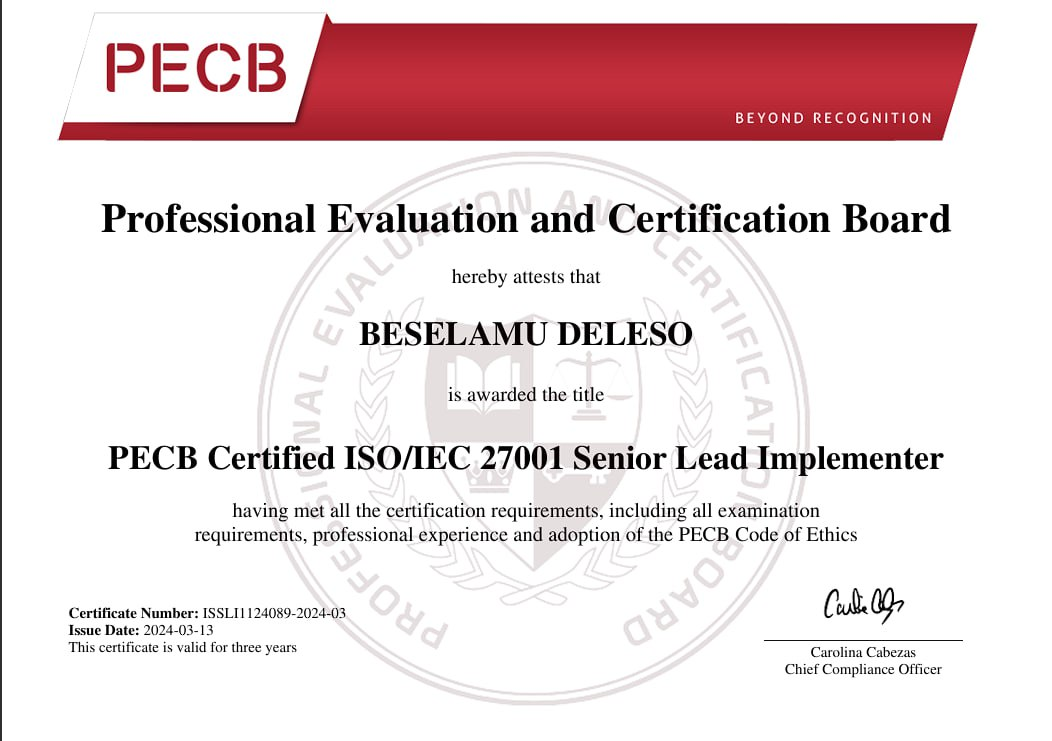 PECB
BEYOND RECOGNITION
Professional Evaluation and Certification Board
hereby attests that
BESELAMU DELESO
is awarded the title
PECB Certified ISO/IEC 27001 Senior Lead Implementer
having met all the certification requirements, including all examination
requirements, professional experience and adoption of the PECB Code of Ethics
Certificate Number: ISSLI1124089-2024-03
Issue Date: 2024-03-13
This certificate is valid for three years
Carolina Cabezas
Chief Compliance Officer
PROFESSIONAL EVALUATION AND CERTIFICATION BOARD